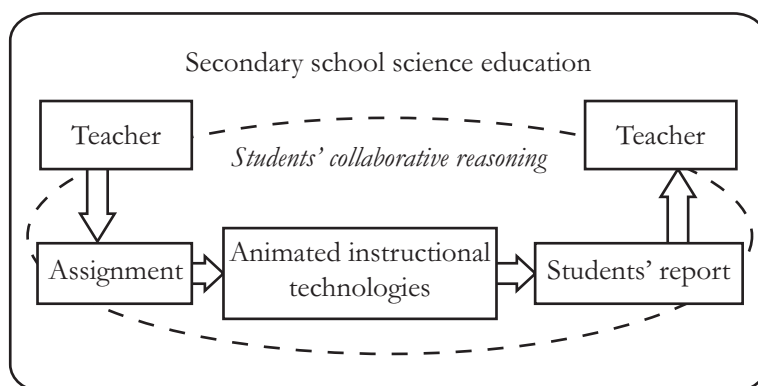 Secondary school science education
Teacher
Teacher
Students’ collaborative reasoning
Assignment
Animated instructional
technologies
Students’ report